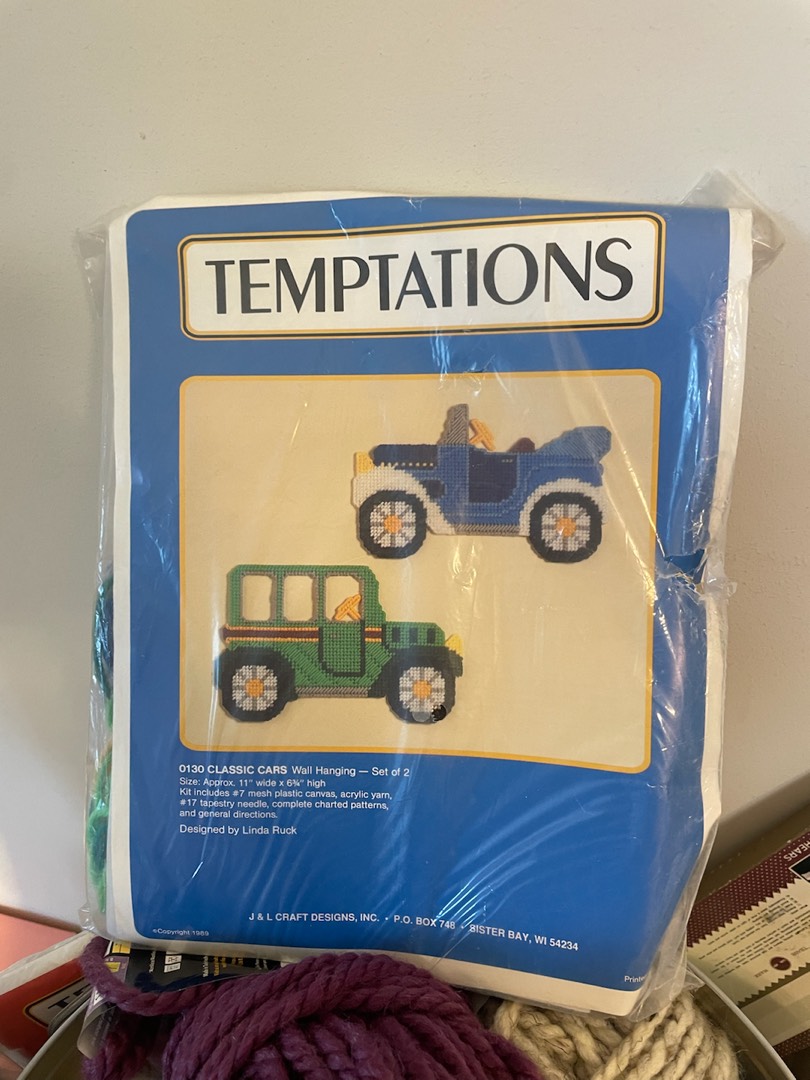 TEMPTATIONS
0130 CLASSIC CARS Wall Hanging — Set of 2
Size: Approx. 11" wide x 6¾" high
Kit includes #7 mesh plastic canvas, acrylic yarn,
#17 tapestry needle, complete charted patterns,
and general directions.
Designed by Linda Ruck
J & L CRAFT DESIGNS, INC. • P.O. BOX 748 • SISTER BAY, WI 54234
©Copyright 1989
Printe
HEARS